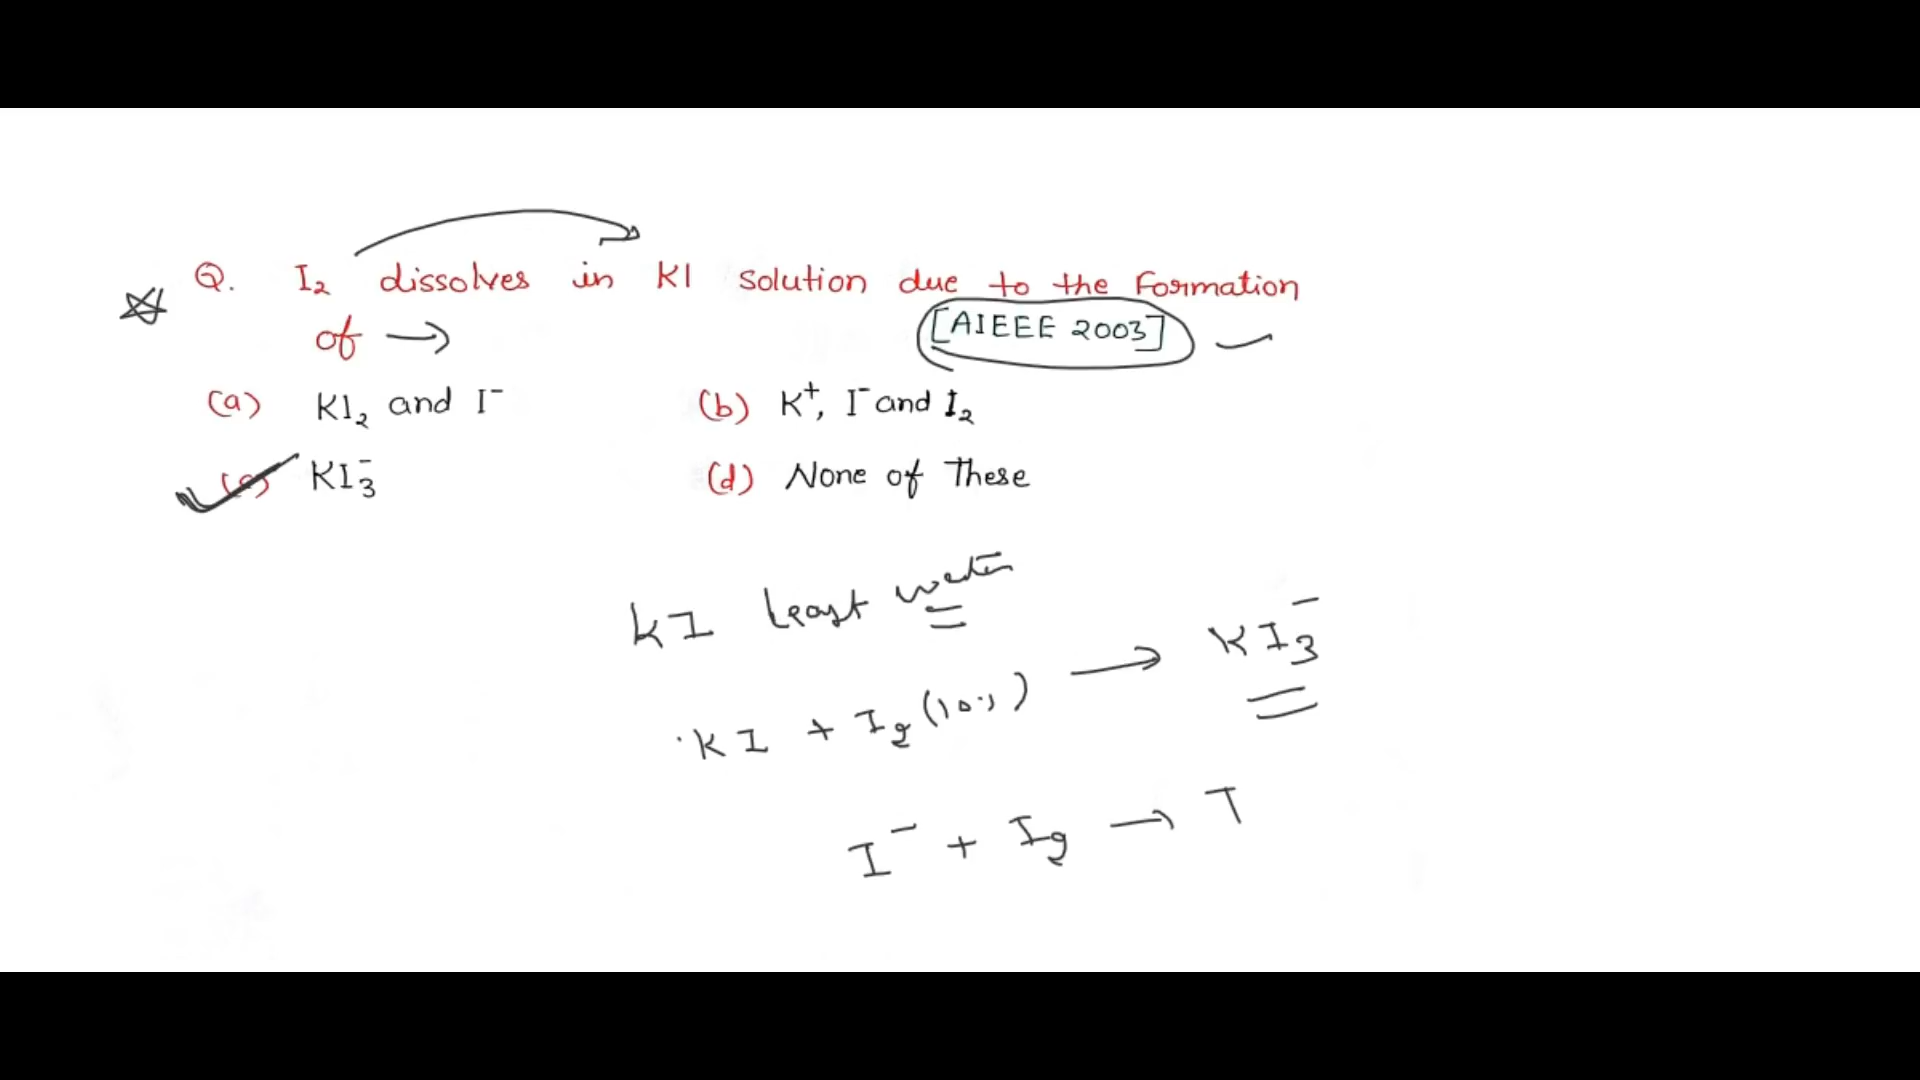 Q. I₂ dissolves in KI solution due to the Formation
of → [AIEEE 2003]
(a) KI₂ and I⁻ (b) K⁺, I⁻ and I₂
(c) KI₃⁻ (d) None of These
KI least water
KI + I₂ → KI₃⁻
I⁻ + I₂ → I